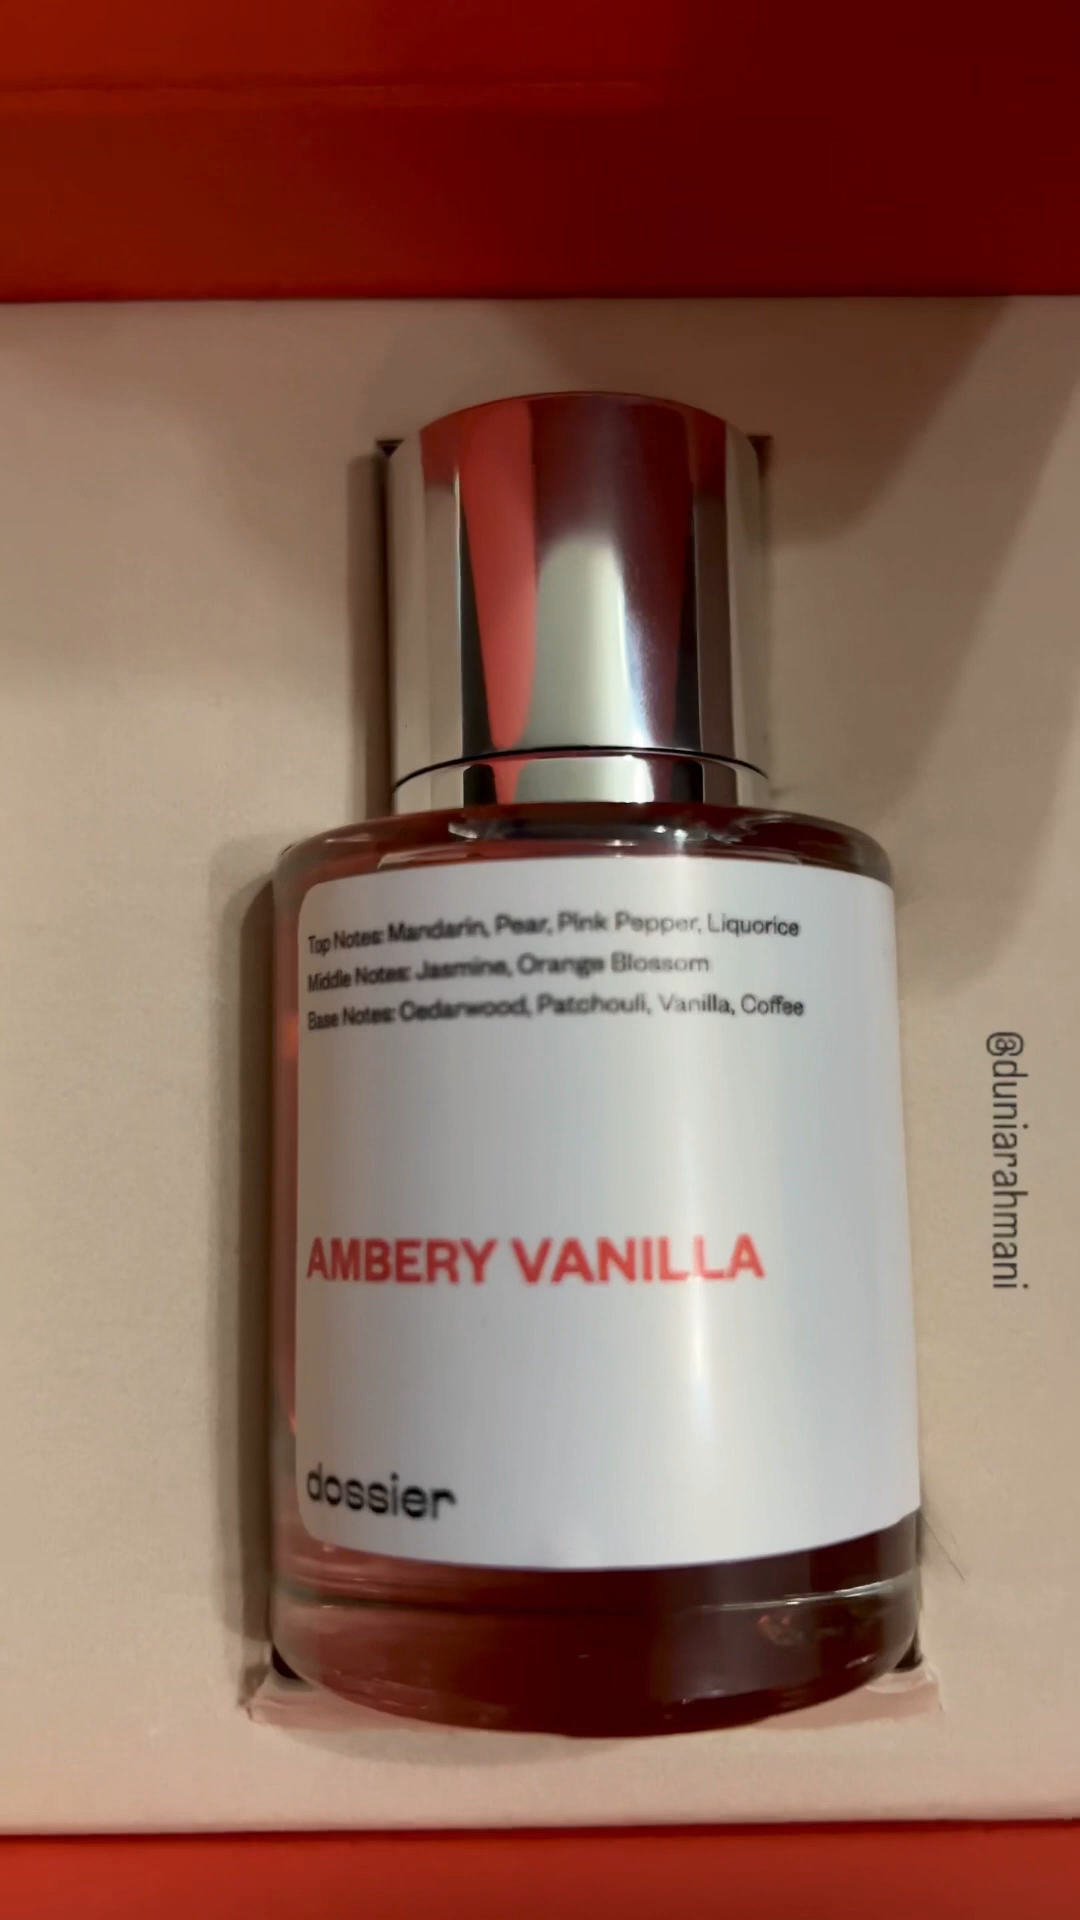 Top Notes: Mandarin, Pear, Pink Pepper, Liquorice
Middle Notes: Jasmine, Orange Blossom
Base Notes: Cedarwood, Patchouli, Vanilla, Coffee
AMBERY VANILLA
dossier
@duniarahmani